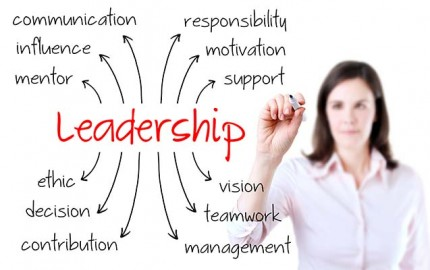 communication
responsibility
influence
motivation
mentor
support
Leadership
ethic
vision
decision
teamwork
contribution
management